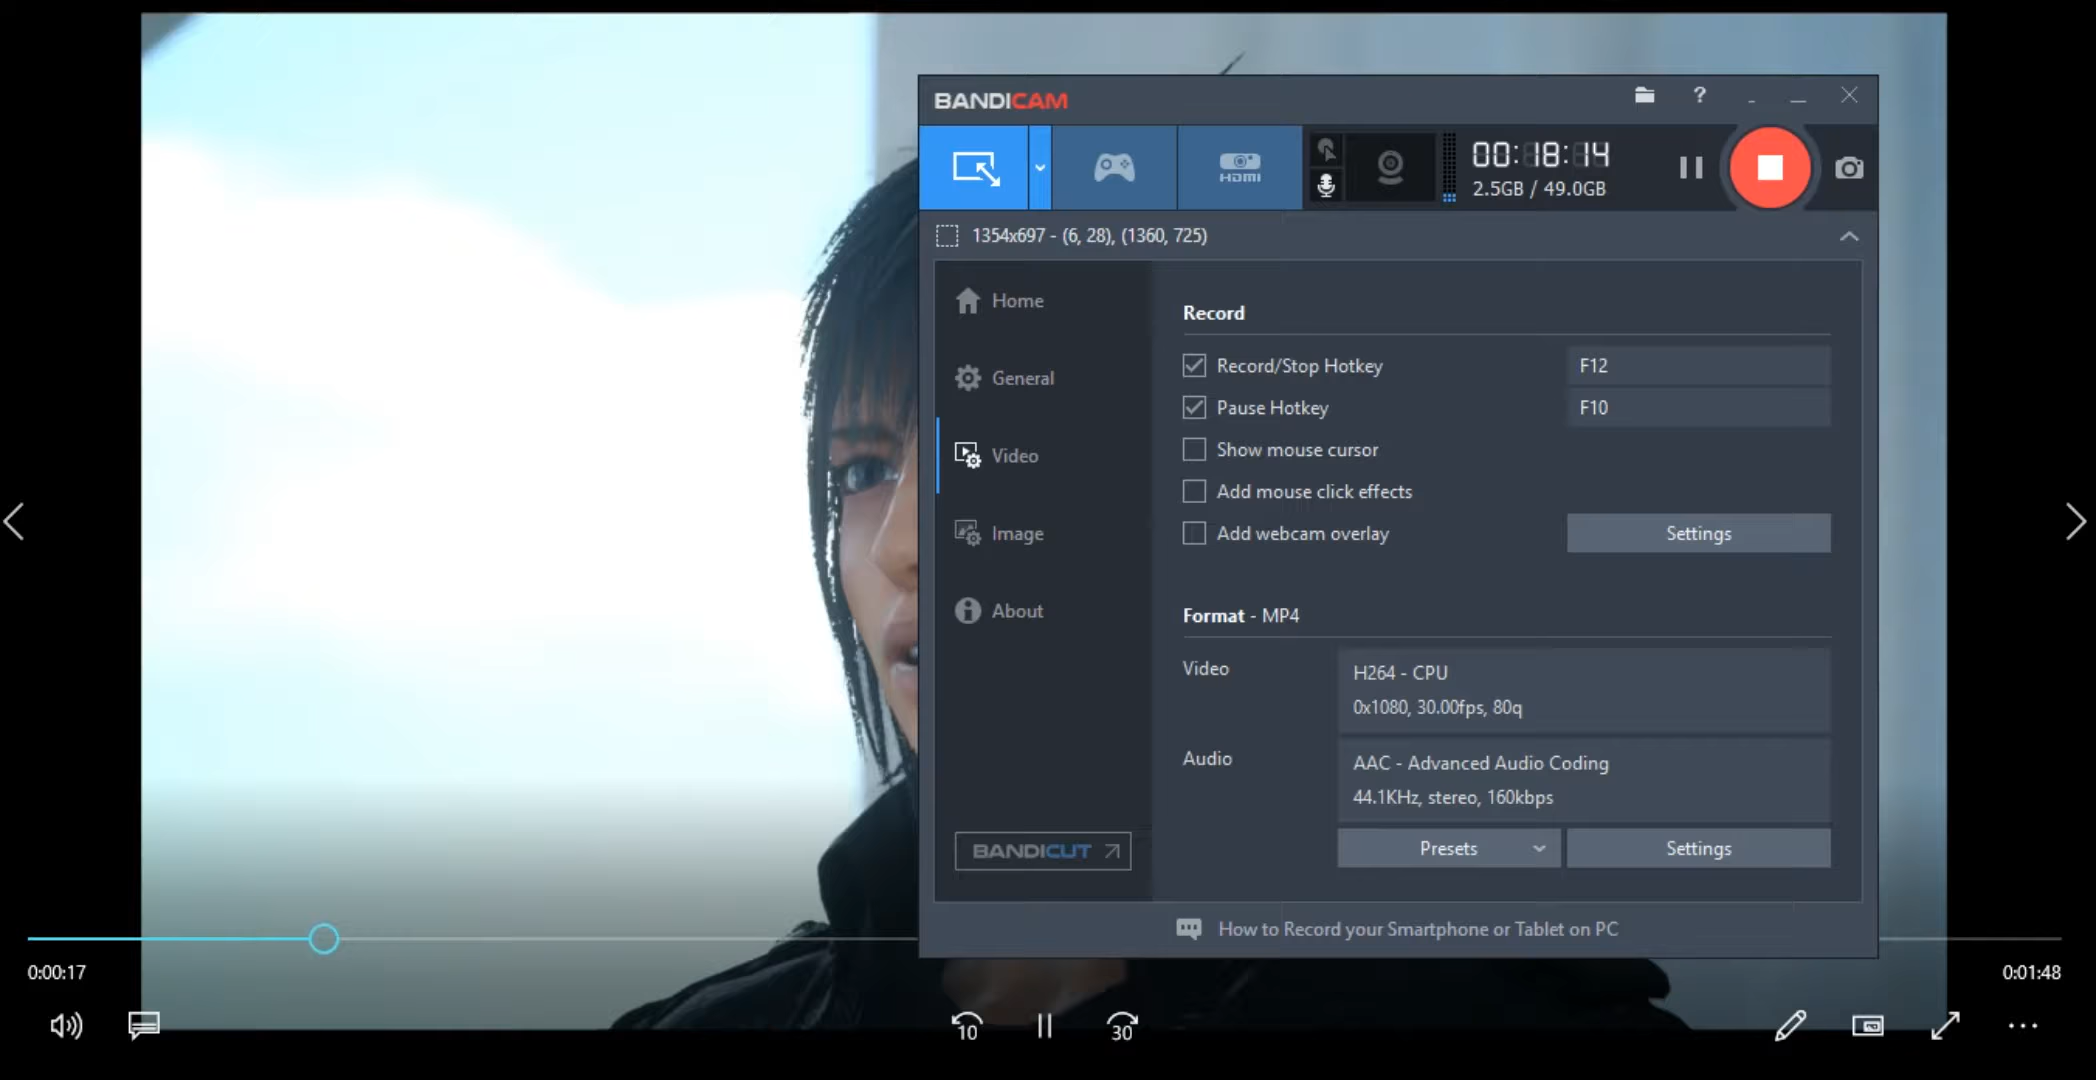 BANDICAM
?
HDMI
00:18:14
2.5GB / 49.0GB
1354x697 - (6, 28), (1360, 725)
Home
General
Video
Image
About
BANDICUT
Record
Record/Stop Hotkey F12
Pause Hotkey F10
Show mouse cursor
Add mouse click effects
Add webcam overlay Settings
Format - MP4
Video
H264 - CPU
0x1080, 30.00fps, 80q
Audio
AAC - Advanced Audio Coding
44.1KHz, stereo, 160kbps
Presets Settings
How to Record your Smartphone or Tablet on PC
0:00:17 0:01:48
10 30